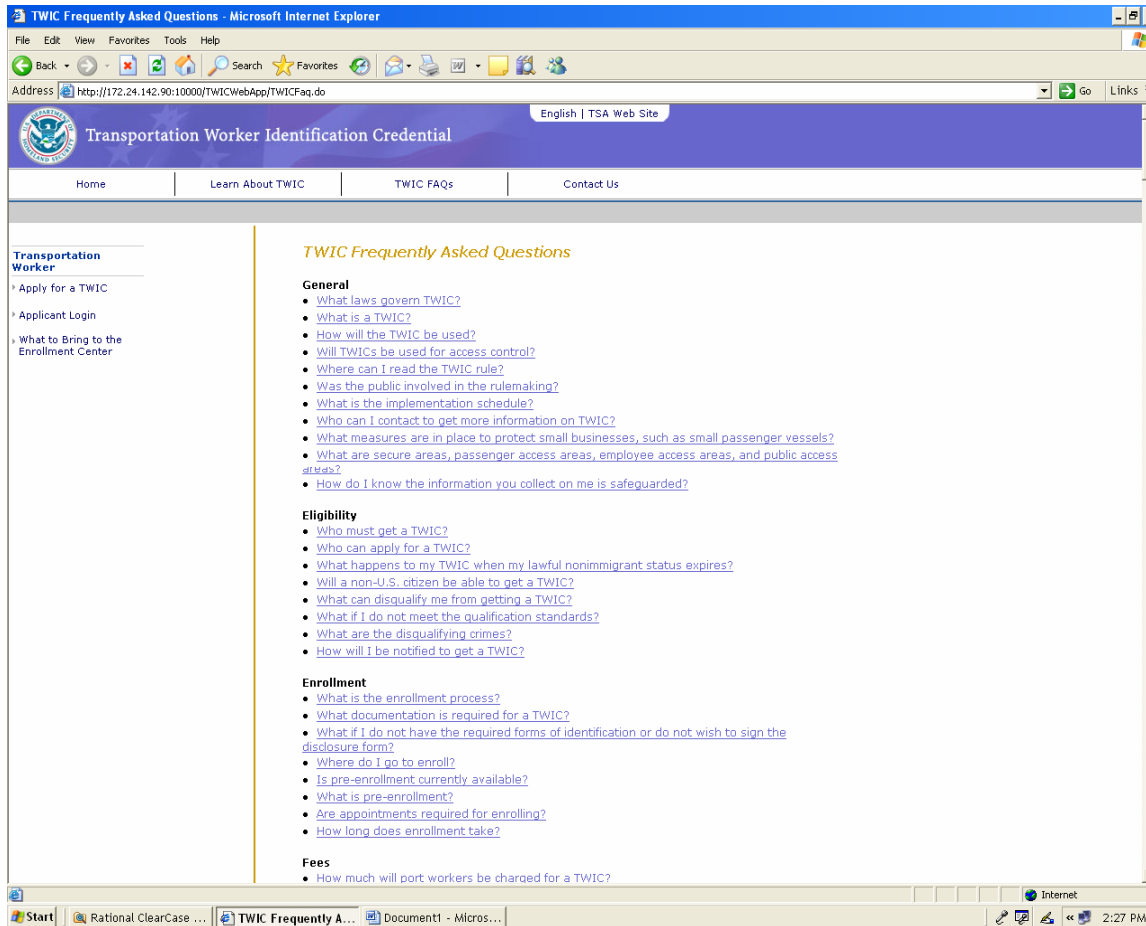 TWIC Frequently Asked Questions - Microsoft Internet Explorer
File Edit View Favorites Tools Help
Back Search Favorites
Address http://172.24.142.90:10000/TWICWebApp/TWICFaq.do Go Links
English | TSA Web Site
Transportation Worker Identification Credential
Home Learn About TWIC TWIC FAQs Contact Us
Transportation
Worker
Apply for a TWIC
Applicant Login
What to Bring to the
Enrollment Center
TWIC Frequently Asked Questions
General
• What laws govern TWIC?
• What is a TWIC?
• How will the TWIC be used?
• Will TWICs be used for access control?
• Where can I read the TWIC rule?
• Was the public involved in the rulemaking?
• What is the implementation schedule?
• Who can I contact to get more information on TWIC?
• What measures are in place to protect small businesses, such as small passenger vessels?
• What are secure areas, passenger access areas, employee access areas, and public access
areas?
• How do I know the information you collect on me is safeguarded?
Eligibility
• Who must get a TWIC?
• Who can apply for a TWIC?
• What happens to my TWIC when my lawful nonimmigrant status expires?
• Will a non-U.S. citizen be able to get a TWIC?
• What can disqualify me from getting a TWIC?
• What if I do not meet the qualification standards?
• What are the disqualifying crimes?
• How will I be notified to get a TWIC?
Enrollment
• What is the enrollment process?
• What documentation is required for a TWIC?
• What if I do not have the required forms of identification or do not wish to sign the
disclosure form?
• Where do I go to enroll?
• Is pre-enrollment currently available?
• What is pre-enrollment?
• Are appointments required for enrolling?
• How long does enrollment take?
Fees
• How much will port workers be charged for a TWIC?
Internet
Start Rational ClearCase ... TWIC Frequently A... Document1 - Micros... 2:27 PM